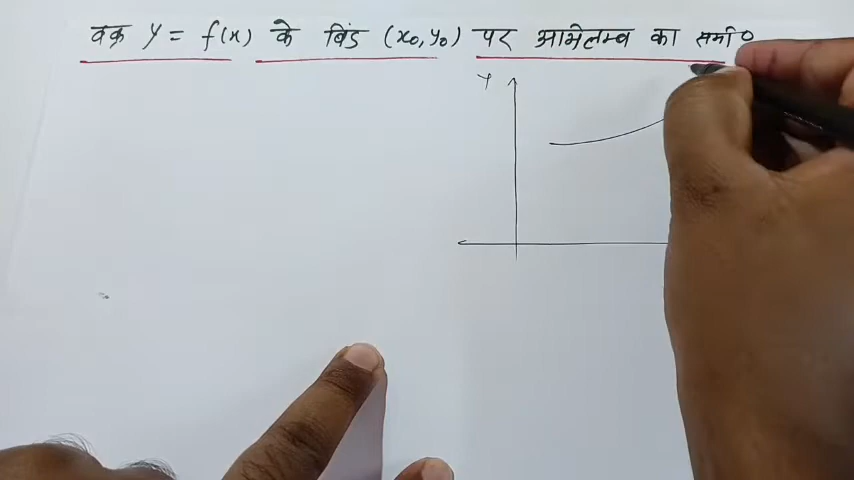 वक्र y = f(x) के बिंदु (x₀, y₀) पर अभिलम्ब का समी०
Y